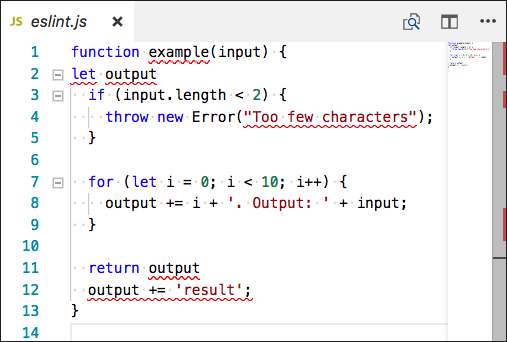 JS eslint.js
1 function example(input) {
2 let output
3 if (input.length < 2) {
4 throw new Error("Too few characters");
5 }
6
7 for (let i = 0; i < 10; i++) {
8 output += i + '. Output: ' + input;
9 }
10
11 return output
12 output += 'result';
13 }
14